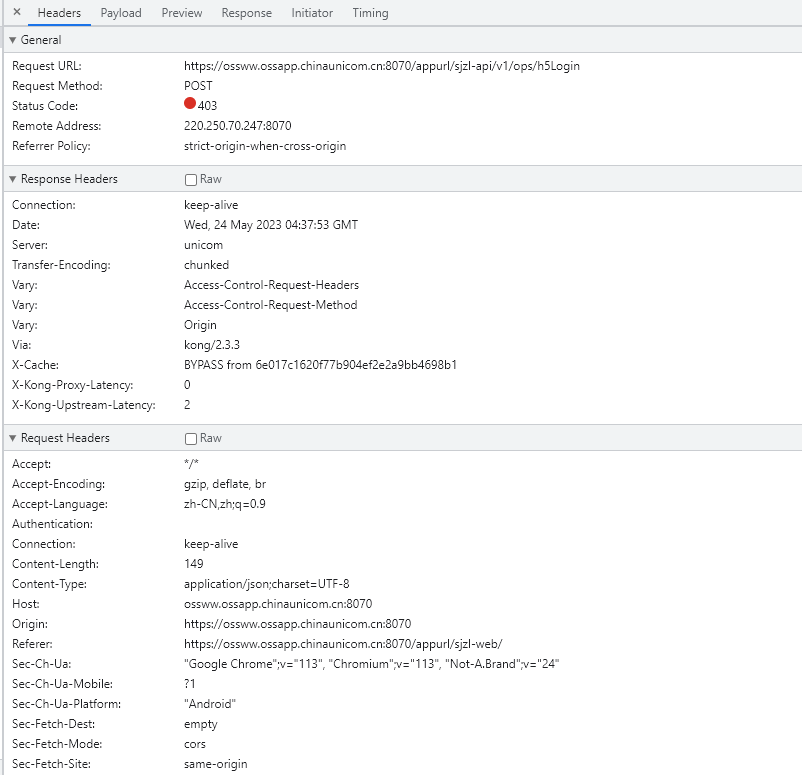 × Headers Payload Preview Response Initiator Timing
▼ General
Request URL: https://ossww.ossapp.chinaunicom.cn:8070/appurl/sjzl-api/v1/ops/h5Login
Request Method: POST
Status Code: 403
Remote Address: 220.250.70.247:8070
Referrer Policy: strict-origin-when-cross-origin
▼ Response Headers Raw
Connection: keep-alive
Date: Wed, 24 May 2023 04:37:53 GMT
Server: unicom
Transfer-Encoding: chunked
Vary: Access-Control-Request-Headers
Vary: Access-Control-Request-Method
Vary: Origin
Via: kong/2.3.3
X-Cache: BYPASS from 6e017c1620f77b904ef2e2a9bb4698b1
X-Kong-Proxy-Latency: 0
X-Kong-Upstream-Latency: 2
▼ Request Headers Raw
Accept: */*
Accept-Encoding: gzip, deflate, br
Accept-Language: zh-CN,zh;q=0.9
Authentication:
Connection: keep-alive
Content-Length: 149
Content-Type: application/json;charset=UTF-8
Host: ossww.ossapp.chinaunicom.cn:8070
Origin: https://ossww.ossapp.chinaunicom.cn:8070
Referer: https://ossww.ossapp.chinaunicom.cn:8070/appurl/sjzl-web/
Sec-Ch-Ua: "Google Chrome";v="113", "Chromium";v="113", "Not-A.Brand";v="24"
Sec-Ch-Ua-Mobile: ?1
Sec-Ch-Ua-Platform: "Android"
Sec-Fetch-Dest: empty
Sec-Fetch-Mode: cors
Sec-Fetch-Site: same-origin